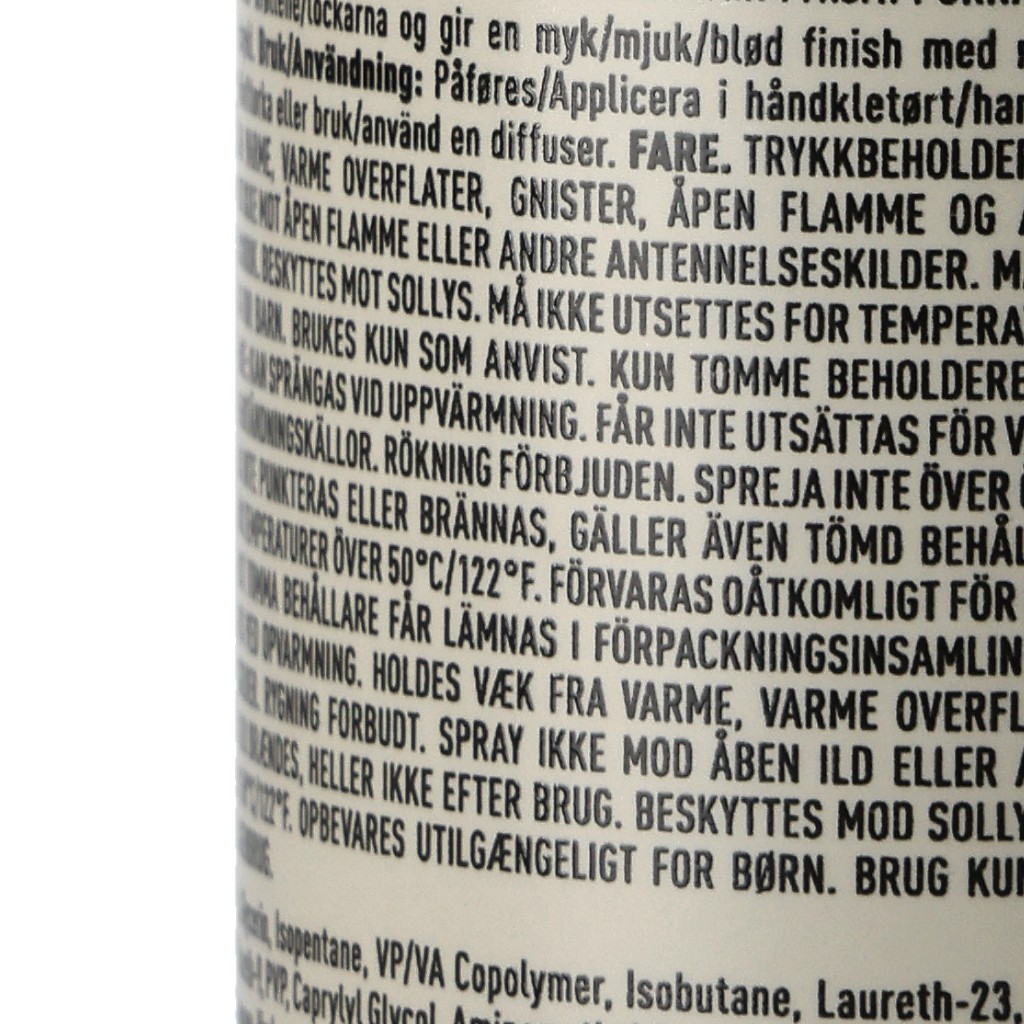 og gir en myk/mjuk/blød finish med
Bruk/Användning: Påføres/Applicera i håndkletørt/han
eller bruk/använd en diffuser. FARE. TRYKKBEHOLDER
VARME OVERFLATER, GNISTER, ÅPEN FLAMME OG
MOT ÅPEN FLAMME ELLER ANDRE ANTENNELSESKILDER. M
BESKYTTES MOT SOLLYS. MÅ IKKE UTSETTES FOR TEMPERA
BARN. BRUKES KUN SOM ANVIST. KUN TOMME BEHOLDERE
KAN SPRÄNGAS VID UPPVÄRMNING. FÅR INTE UTSÄTTAS FÖR V
RÖKNING FÖRBJUDEN. SPREJA INTE ÖVER
PUNKTERAS ELLER BRÄNNAS, GÄLLER ÄVEN TÖMD BEHÅL
TEMPERATURER ÖVER 50°C/122°F. FÖRVARAS OÅTKOMLIGT FÖR
TOMMA BEHÅLLARE FÅR LÄMNAS I FÖRPACKNINGSINSAMLIN
OPVARMNING. HOLDES VÆK FRA VARME, VARME OVERFL
RYGNING FORBUDT. SPRAY IKKE MOD ÅBEN ILD ELLER A
HELLER IKKE EFTER BRUG. BESKYTTES MOD SOLLY
OPBEVARES UTILGÆNGELIGT FOR BØRN. BRUG KUN
Isopentane, VP/VA Copolymer, Isobutane, Laureth-23,
PVP, Caprylyl Glycol,